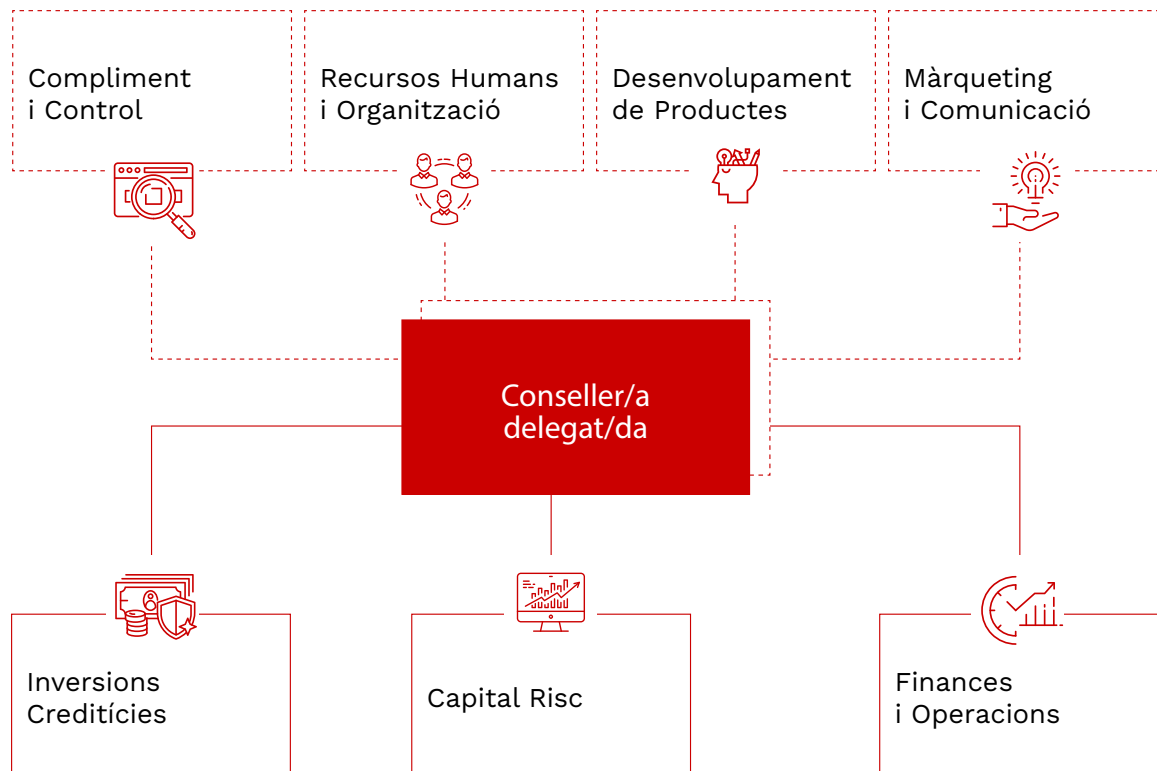 Compliment
i Control
Recursos Humans
i Organització
Desenvolupament
de Productes
Màrqueting
i Comunicació
Conseller/a
delegat/da
Inversions
Creditícies
Capital Risc
Finances
i Operacions